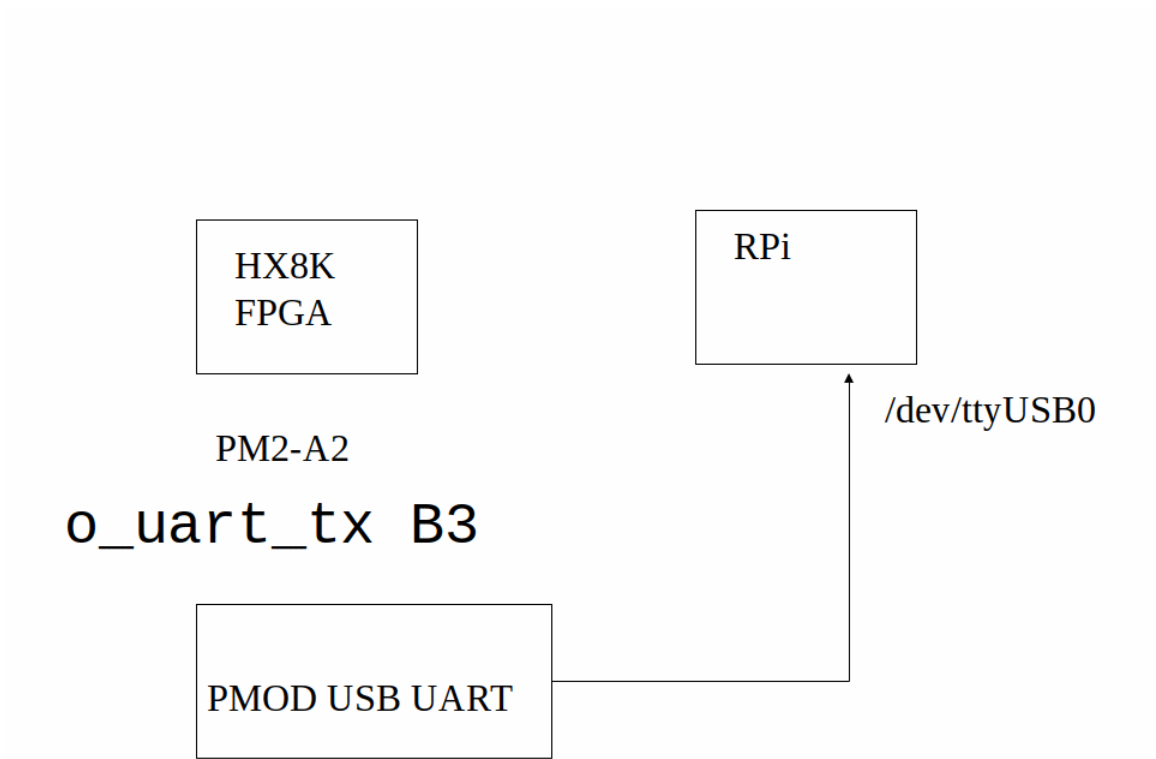 HX8K
FPGA
RPi
/dev/ttyUSB0
PM2-A2
o_uart_tx B3
PMOD USB UART